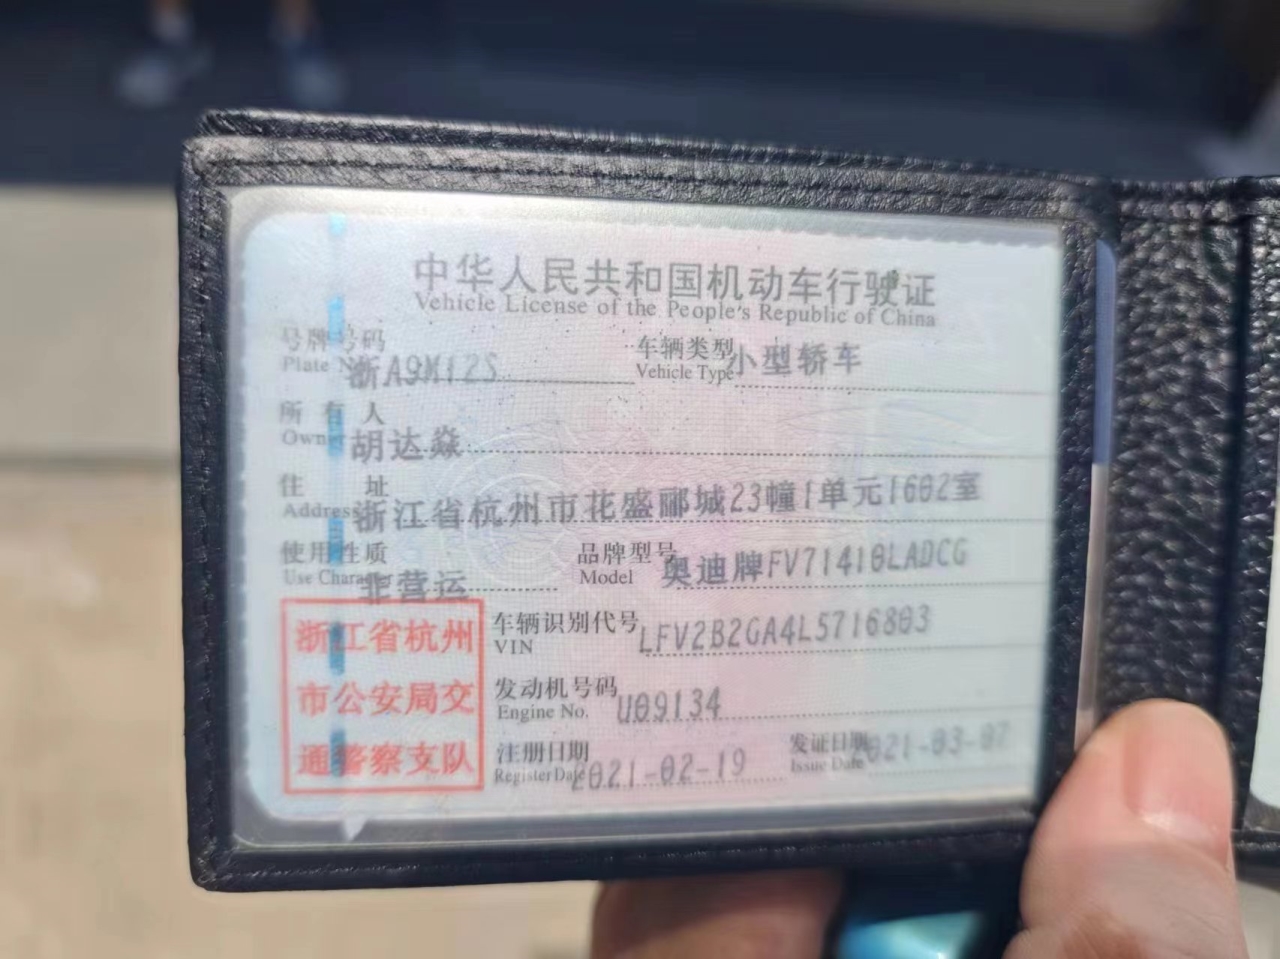 中华人民共和国机动车行驶证
Vehicle License of the People's Republic of China
号牌号码 浙A9M12S 车辆类型 小型轿车
Plate No. Vehicle Type
所有人 胡达焱
Owner
住址 浙江省杭州市花盛郦城23幢1单元1602室
Address
使用性质 非营运 品牌型号 奥迪牌FV71410LADCG
Use Character Model
浙江省杭州
市公安局交
通警察支队
车辆识别代号 LFV2B2GA4L5716803
VIN
发动机号码 U09134
Engine No.
注册日期 2021-02-19 发证日期 2021-03-07
Register Date Issue Date